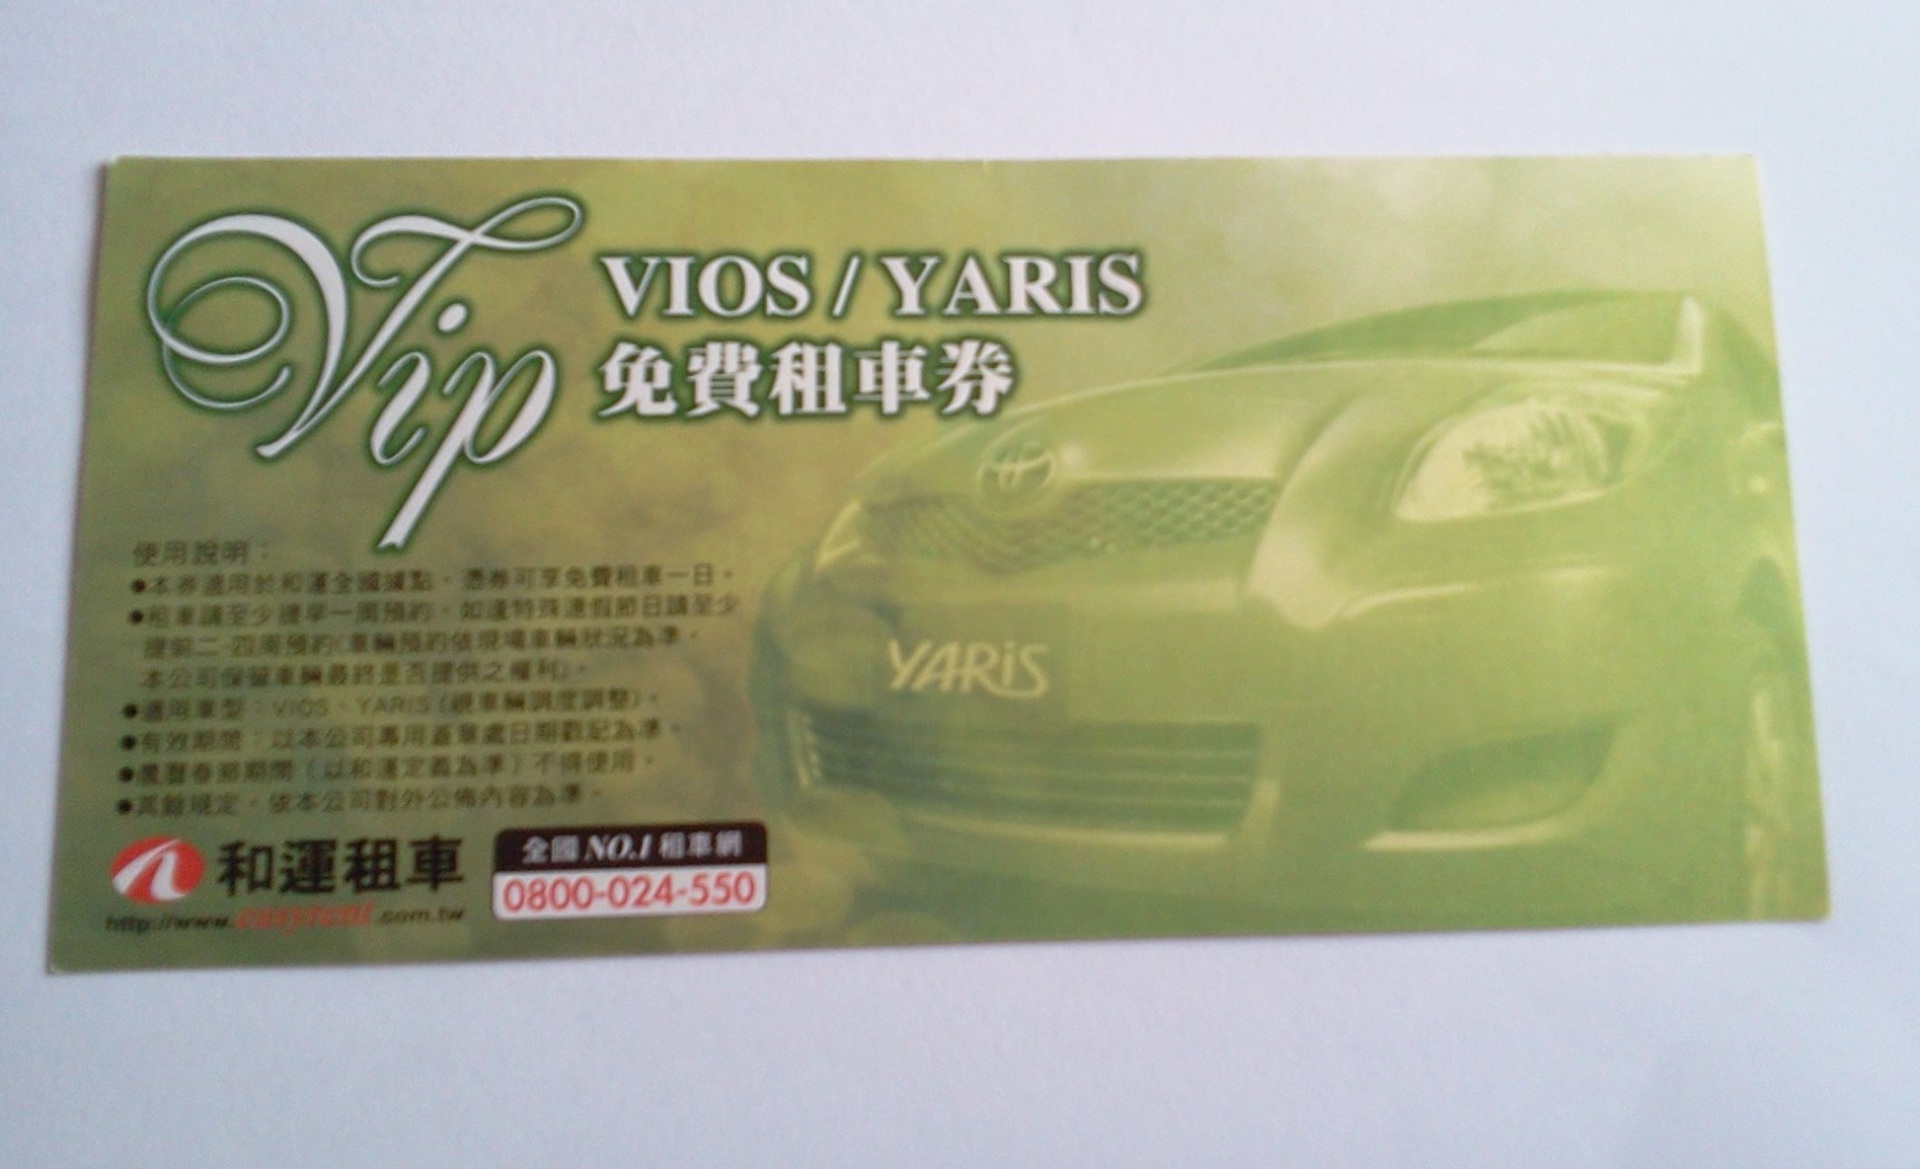 Vip
VIOS / YARIS
免費租車券
使用說明：
●本券適用於和運全國據點，憑券可享免費租車一日。
●租車請至少提早一周預約，如逢特殊連假節日請至少
提前二-四周預約(車輛預約依現場車輛狀況為準，
本公司保留車輛最終是否提供之權利)。
●適用車型：VIOS、YARIS (視車輛調度調整)。
●有效期間：以本公司專用蓋章處日期戳記為準。
●農曆春節期間（以和運定義為準）不得使用。
●其餘規定，依本公司對外公佈內容為準。
和運租車
http://www.easyrent.com.tw
全國 NO.1 租車網
0800-024-550
YARiS